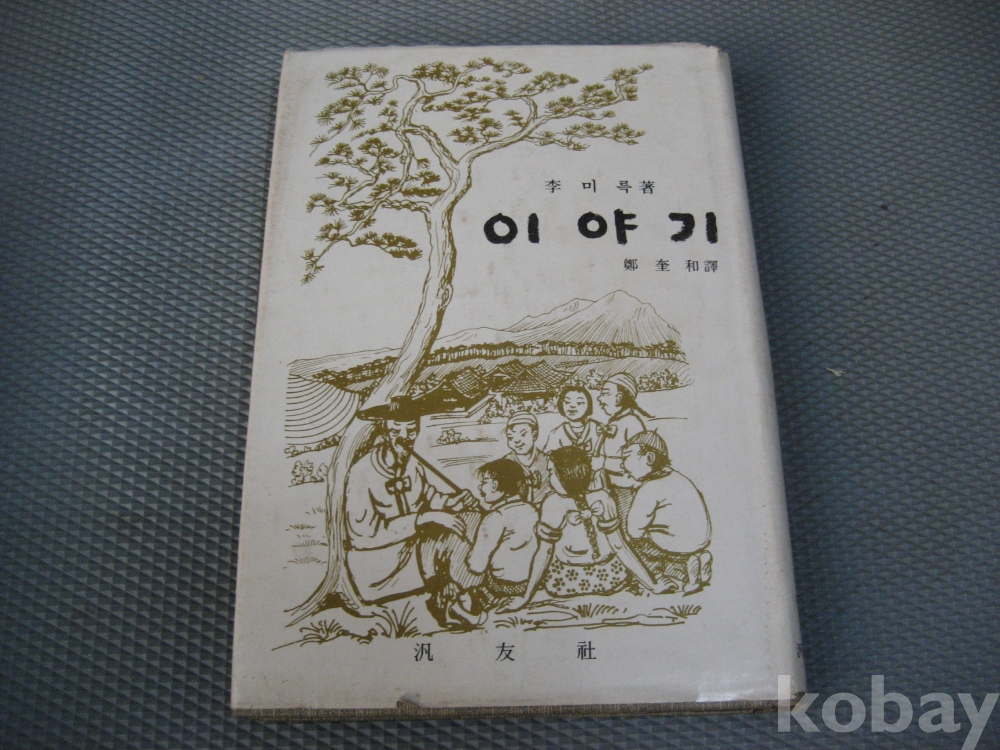 李 미 륵 著
이 야 기
鄭 奎 和 譯
汎 友 社
kobay